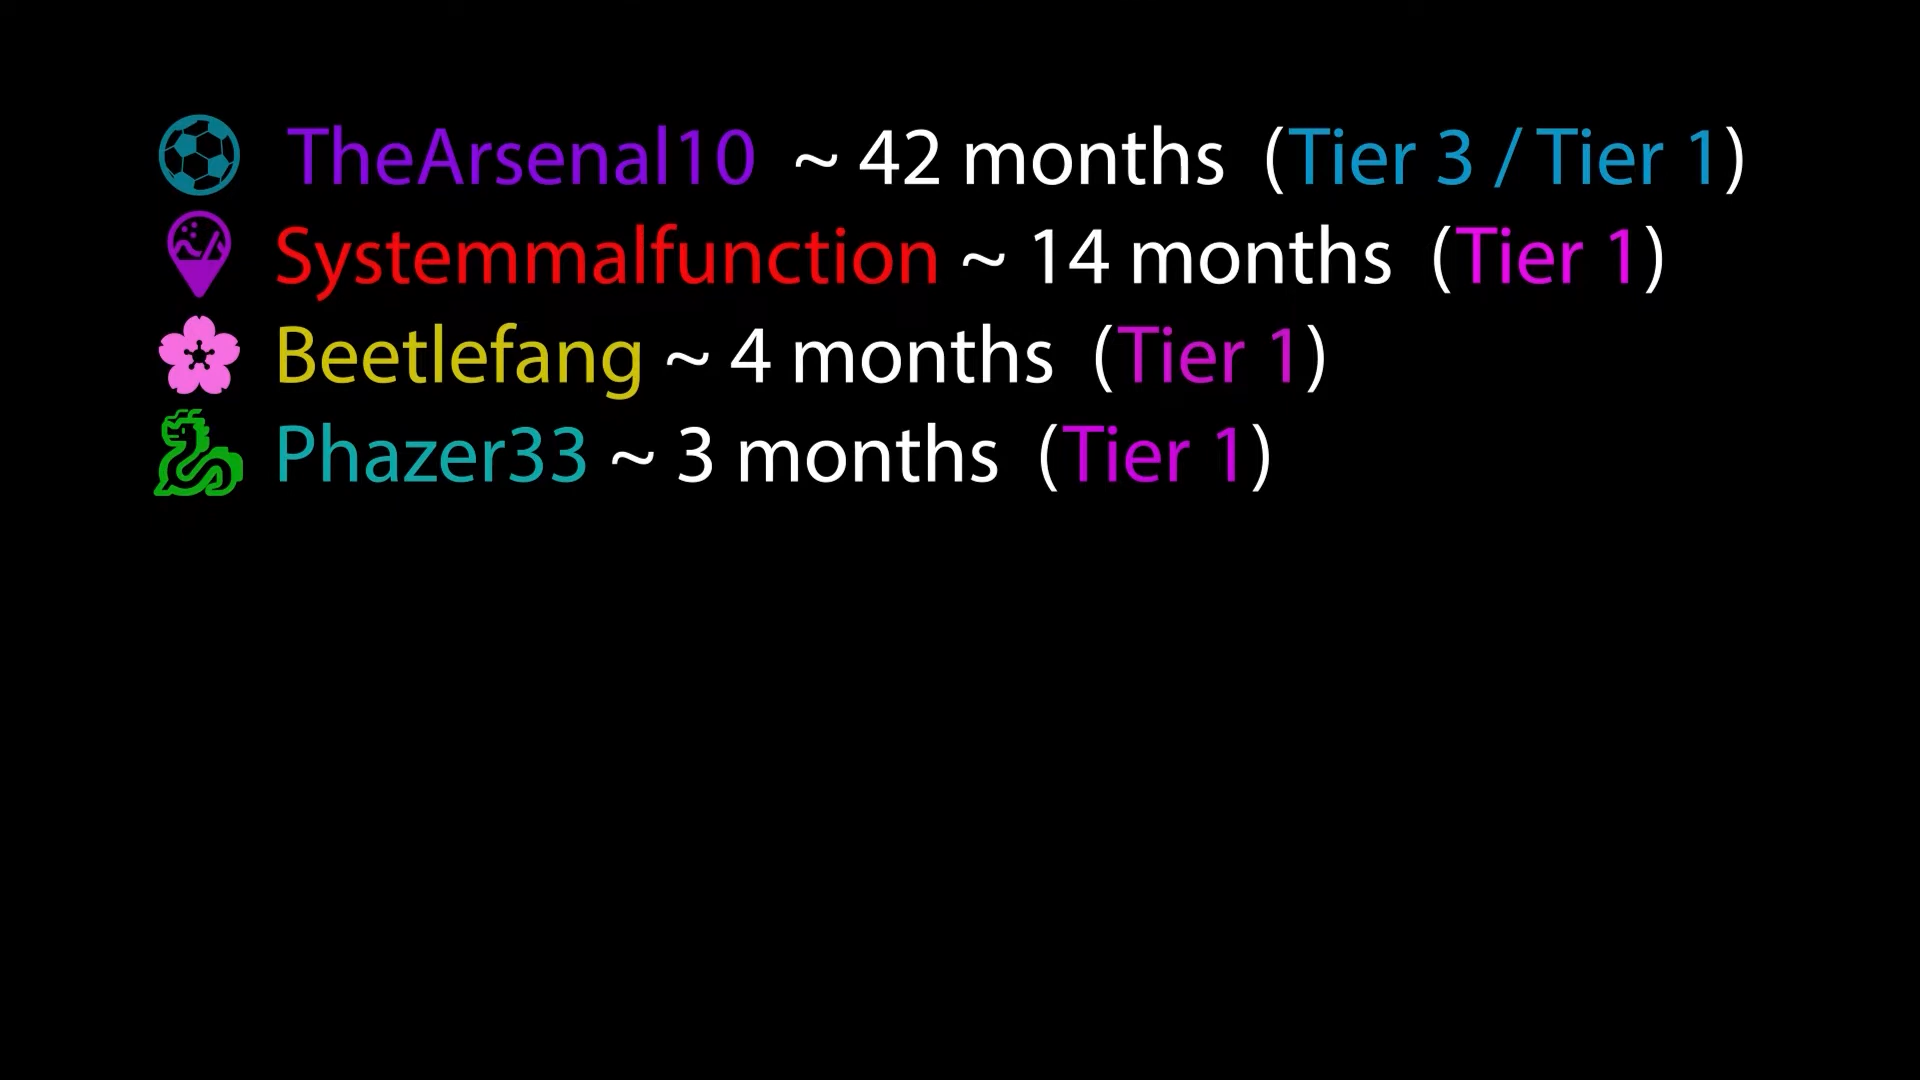 TheArsenal10 ~ 42 months (Tier 3 / Tier 1)
Systemmalfunction ~ 14 months (Tier 1)
Beetlefang ~ 4 months (Tier 1)
Phazer33 ~ 3 months (Tier 1)